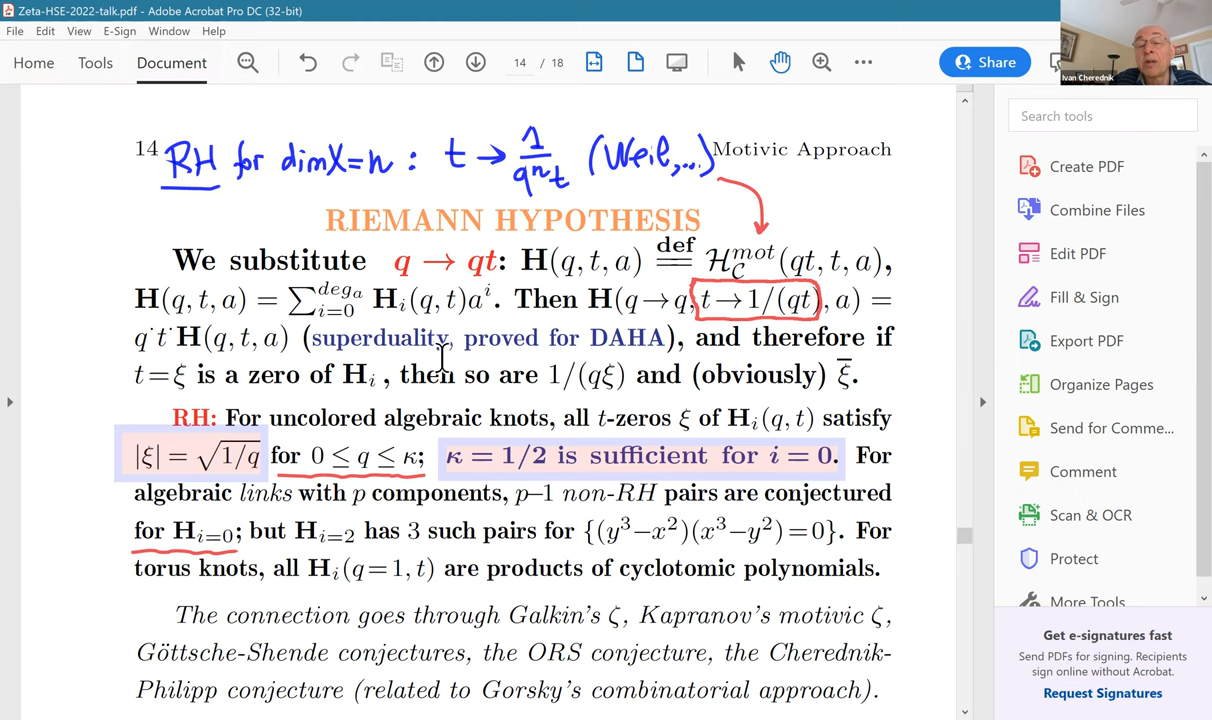 Zeta-HSE-2022-talk.pdf - Adobe Acrobat Pro DC (32-bit)
File Edit View E-Sign Window Help
Home Tools Document 14 / 18 Share
Ivan Cherednik
14 RH for dimX=n : t → 1/(qⁿt) (Weil,...) Motivic Approach
RIEMANN HYPOTHESIS
We substitute q → qt: H(q, t, a) def== H_C^mot(qt, t, a),
H(q, t, a) = ∑_{i=0}^{deg_a} H_i(q, t)a^i. Then H(q→q, t→1/(qt), a) =
q˙t˙H(q, t, a) (superduality, proved for DAHA), and therefore if
t=ξ is a zero of H_i, then so are 1/(qξ) and (obviously) ξ̅.
RH: For uncolored algebraic knots, all t-zeros ξ of H_i(q, t) satisfy
|ξ| = √1/q for 0 ≤ q ≤ κ; κ = 1/2 is sufficient for i = 0. For
algebraic links with p components, p–1 non-RH pairs are conjectured
for H_{i=0}; but H_{i=2} has 3 such pairs for {(y³−x²)(x³−y²)=0}. For
torus knots, all H_i(q=1, t) are products of cyclotomic polynomials.
The connection goes through Galkin's ζ, Kapranov's motivic ζ,
Göttsche-Shende conjectures, the ORS conjecture, the Cherednik-
Philipp conjecture (related to Gorsky's combinatorial approach).
Search tools
Create PDF
Combine Files
Edit PDF
Fill & Sign
Export PDF
Organize Pages
Send for Comme...
Comment
Scan & OCR
Protect
More Tools
Get e-signatures fast
Send PDFs for signing. Recipients
sign online without Acrobat.
Request Signatures